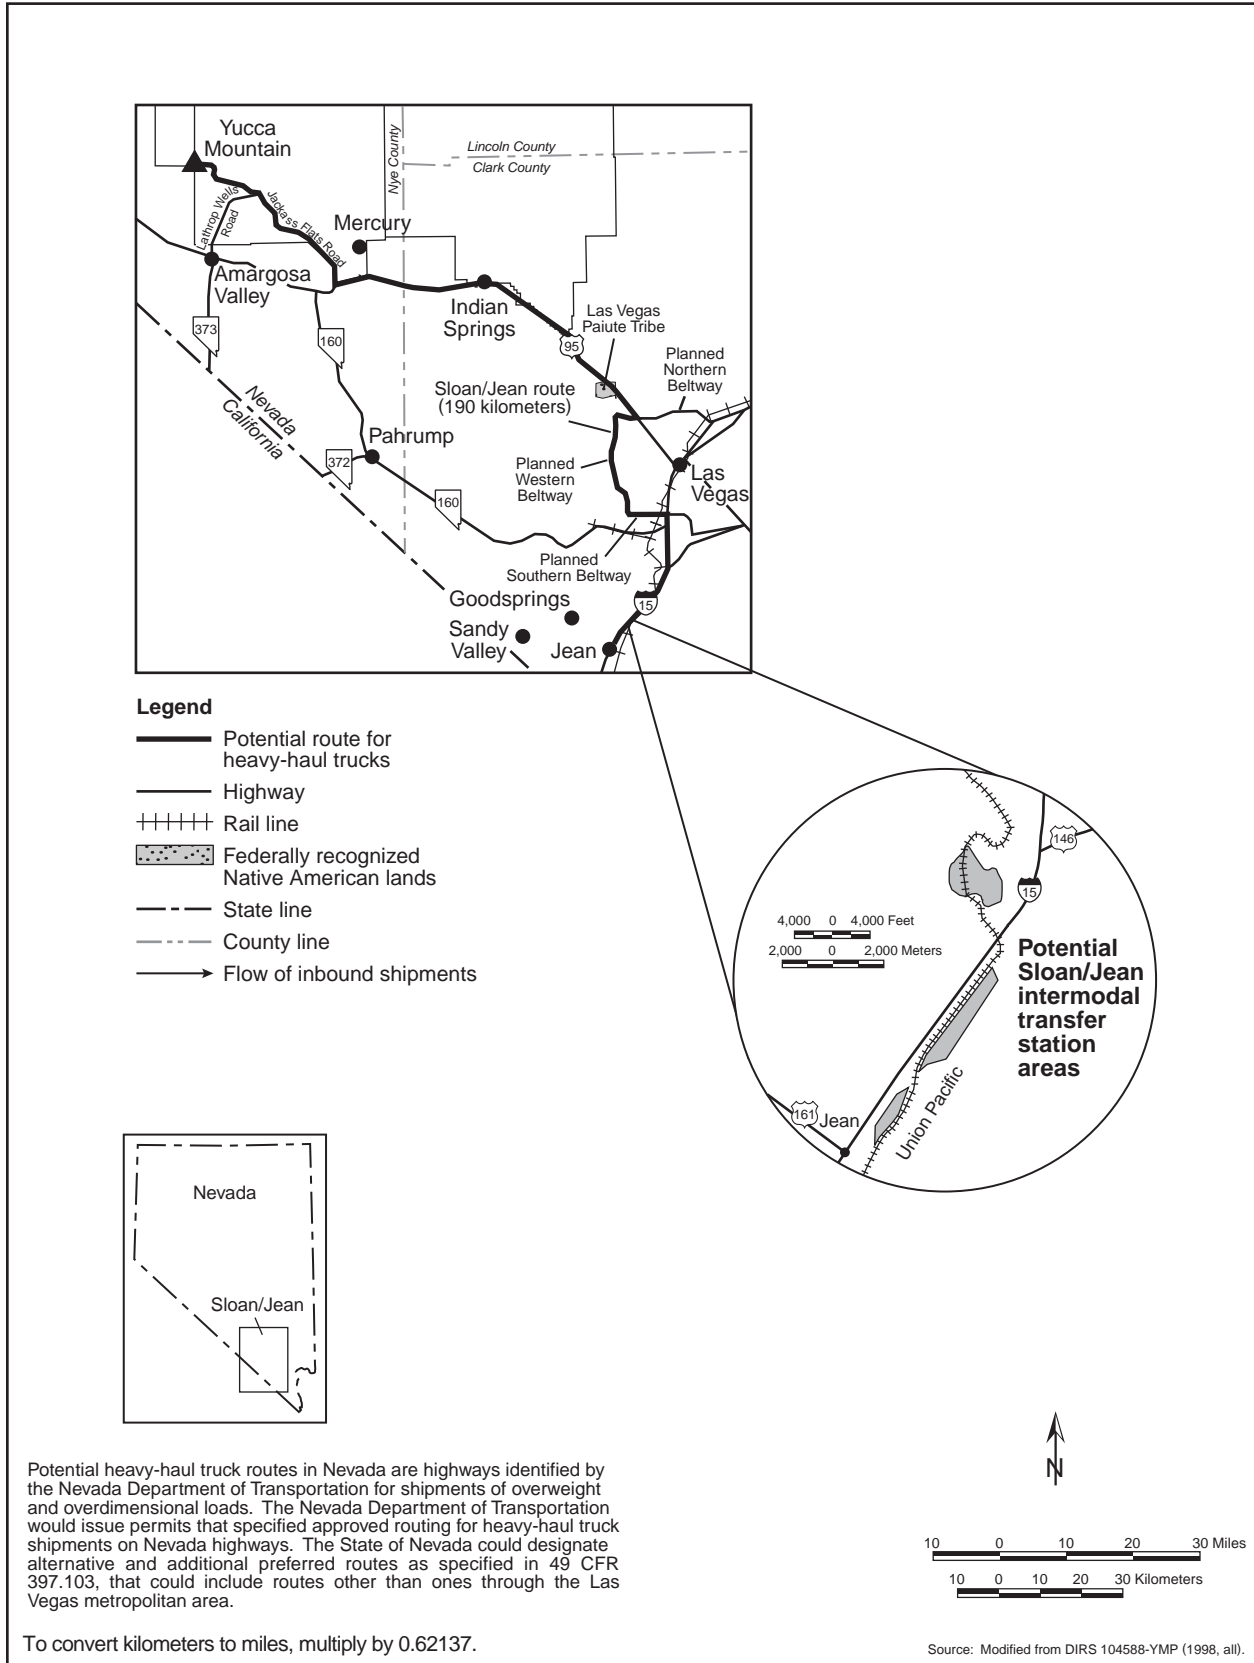 Yucca
Mountain
Nye County
Lincoln County
Clark County
Lathrop Wells
Road
Jackass Flats Road
Mercury
Amargosa
Valley
Indian
Springs
Las Vegas
Paiute Tribe
95
373
160
Planned
Northern
Beltway
Sloan/Jean route
(190 kilometers)
Nevada
California
Pahrump
372
Planned
Western
Beltway
Las
Vegas
160
Planned
Southern Beltway
Goodsprings
15
Sandy
Valley
Jean
Legend
Potential route for
heavy-haul trucks
Highway
Rail line
Federally recognized
Native American lands
State line
County line
Flow of inbound shipments
146
15
4,000 0 4,000 Feet
2,000 0 2,000 Meters
Potential
Sloan/Jean
intermodal
transfer
station
areas
Union Pacific
161
Jean
Nevada
Sloan/Jean
N
Potential heavy-haul truck routes in Nevada are highways identified by
the Nevada Department of Transportation for shipments of overweight
and overdimensional loads. The Nevada Department of Transportation
would issue permits that specified approved routing for heavy-haul truck
shipments on Nevada highways. The State of Nevada could designate
alternative and additional preferred routes as specified in 49 CFR
397.103, that could include routes other than ones through the Las
Vegas metropolitan area.
10 0 10 20 30 Miles
10 0 10 20 30 Kilometers
To convert kilometers to miles, multiply by 0.62137.
Source: Modified from DIRS 104588-YMP (1998, all).